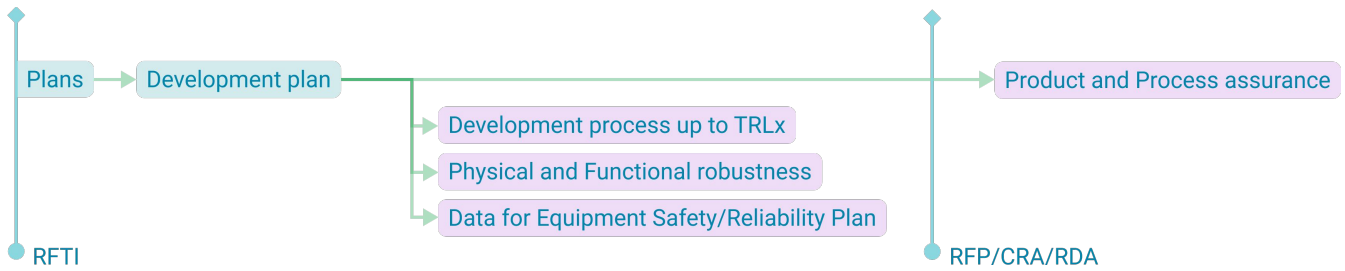 Plans
Development plan
Product and Process assurance
Development process up to TRLx
Physical and Functional robustness
Data for Equipment Safety/Reliability Plan
RFTI
RFP/CRA/RDA